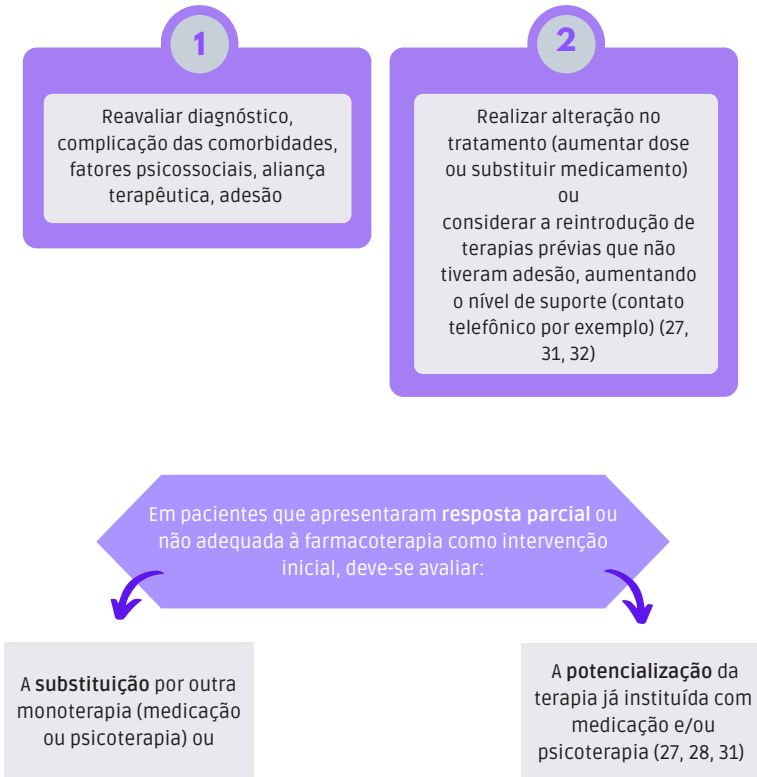 1
Reavaliar diagnóstico,
complicação das comorbidades,
fatores psicossociais, aliança
terapêutica, adesão
2
Realizar alteração no
tratamento (aumentar dose
ou substituir medicamento)
ou
considerar a reintrodução de
terapias prévias que não
tiveram adesão, aumentando
o nível de suporte (contato
telefônico por exemplo) (27,
31, 32)
Em pacientes que apresentaram resposta parcial ou
não adequada à farmacoterapia como intervenção
inicial, deve-se avaliar:
A substituição por outra
monoterapia (medicação
ou psicoterapia) ou
A potencialização da
terapia já instituída com
medicação e/ou
psicoterapia (27, 28, 31)